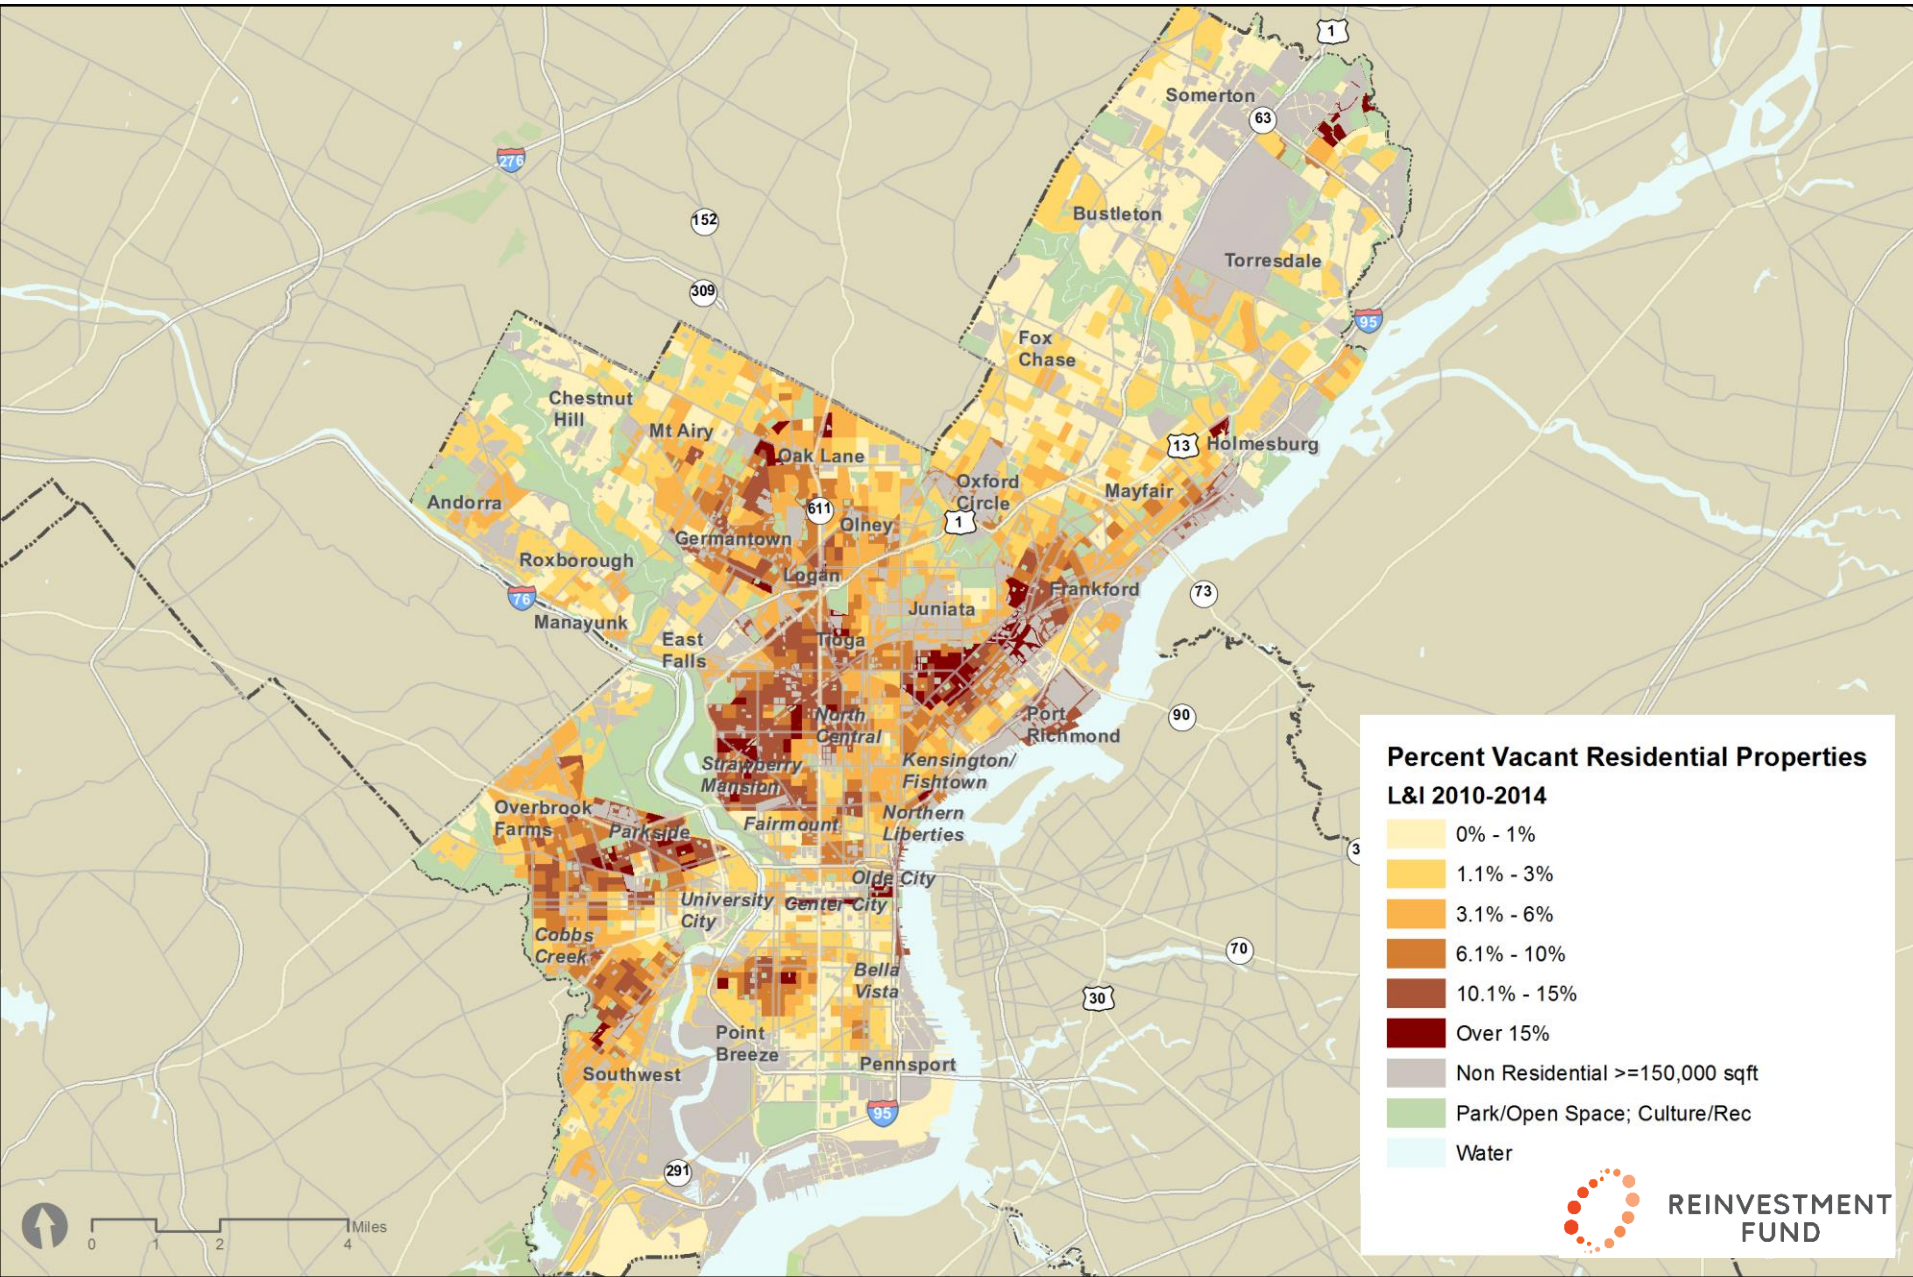 1
Somerton
63
276
152
Bustleton
Torresdale
309
95
Fox
Chase
Chestnut
Hill
Mt Airy
13
Holmesburg
Oak Lane
Oxford
Circle
Mayfair
Andorra
611
Olney
1
Germantown
Roxborough
Logan
Frankford
76
73
Juniata
Manayunk
East
Falls
Tioga
North
Central
Port
Richmond
90
Strawberry
Mansion
Kensington/
Fishtown
Overbrook
Farms
Parkside
Fairmount
Northern
Liberties
3
Olde City
University
City
Center City
Cobbs
Creek
70
Bella
Vista
30
Point
Breeze
Southwest
Pennsport
95
291
Percent Vacant Residential Properties
L&I 2010-2014
0% - 1%
1.1% - 3%
3.1% - 6%
6.1% - 10%
10.1% - 15%
Over 15%
Non Residential >=150,000 sqft
Park/Open Space; Culture/Rec
Water
REINVESTMENT
FUND
Miles
0 1 2 4